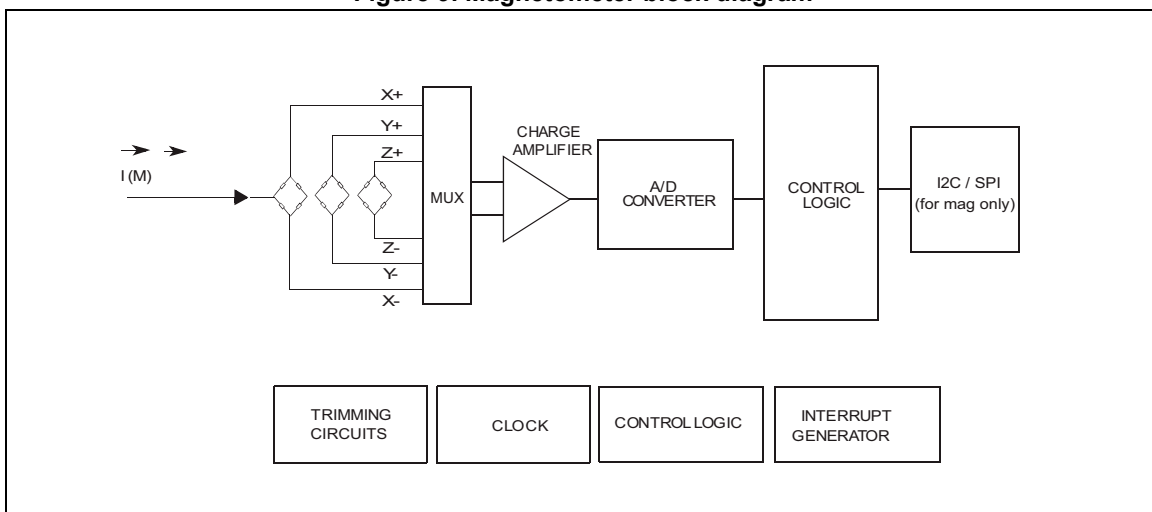 Figure Magnetometer block diagram
X+
Y+
Z+
I (M)
MUX
Z-
Y-
X-
CHARGE
AMPLIFIER
A/D
CONVERTER
CONTROL
LOGIC
I2C / SPI
(for mag only)
TRIMMING
CIRCUITS
CLOCK
CONTROL LOGIC
INTERRUPT
GENERATOR